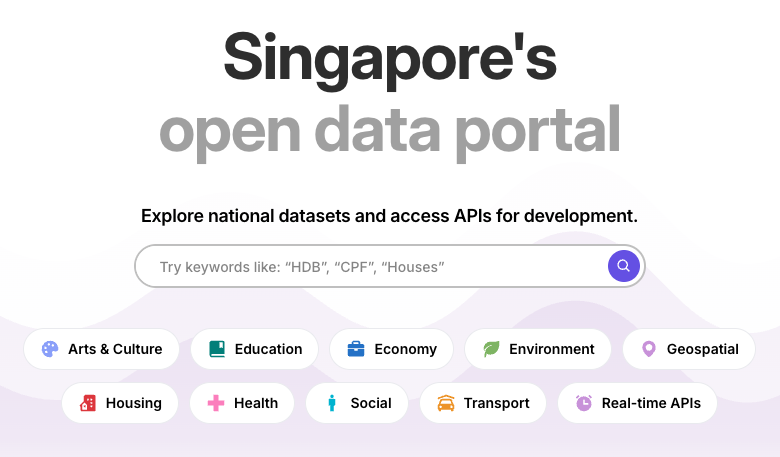 Singapore's
open data portal
Explore national datasets and access APIs for development.
Try keywords like: “HDB”, “CPF”, “Houses”
Arts & Culture Education Economy Environment Geospatial
Housing Health Social Transport Real-time APIs